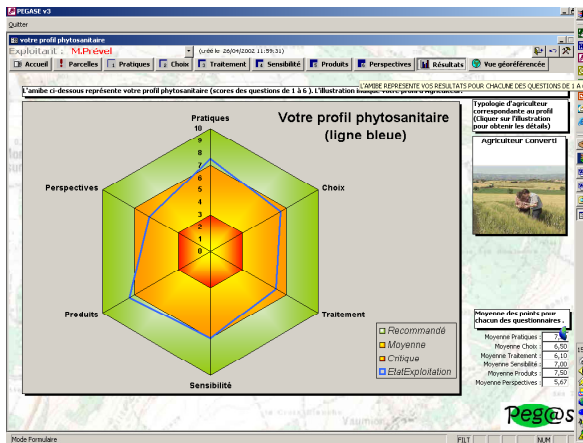 PEGASE v3
Quitter
votre profil phytosanitaire
Exploitant : M.Prével (créé le 26/04/2002 11:59:31)
Accueil Parcelles Pratiques Choix Traitement Sensibilité Produits Perspectives Résultats Vue géoréférencée
L'AMIBE REPRESENTE VOS RESULTATS POUR CHACUNE DES QUESTIONS DE 1 A
L'amibe ci-dessous représente votre profil phytosanitaire (scores des questions de 1 à 6 ). L'illustration indique votre profil d'Agriculteur.
Typologie d'agriculteur
correspondante au profil
(Cliquer sur l'illustration
pour obtenir les détails)
Agriculteur Converti
Votre profil phytosanitaire
(ligne bleue)
Pratiques
10
9
8
7
6
5
4
3
2
1
0
Perspectives
Choix
Produits
Traitement
Sensibilité
Recommandé
Moyenne
Critique
EtatExploitation
Moyenne des points pour
chacun des questionnaires .
Moyenne Pratiques : 7,
Moyenne Choix : 6,50
Moyenne Traitement : 6,10
Moyenne Sensibilité : 7,00
Moyenne Produits : 7,50
Moyenne Perspectives : 5,67
Peg@s
Mode Formulaire FILT NUM